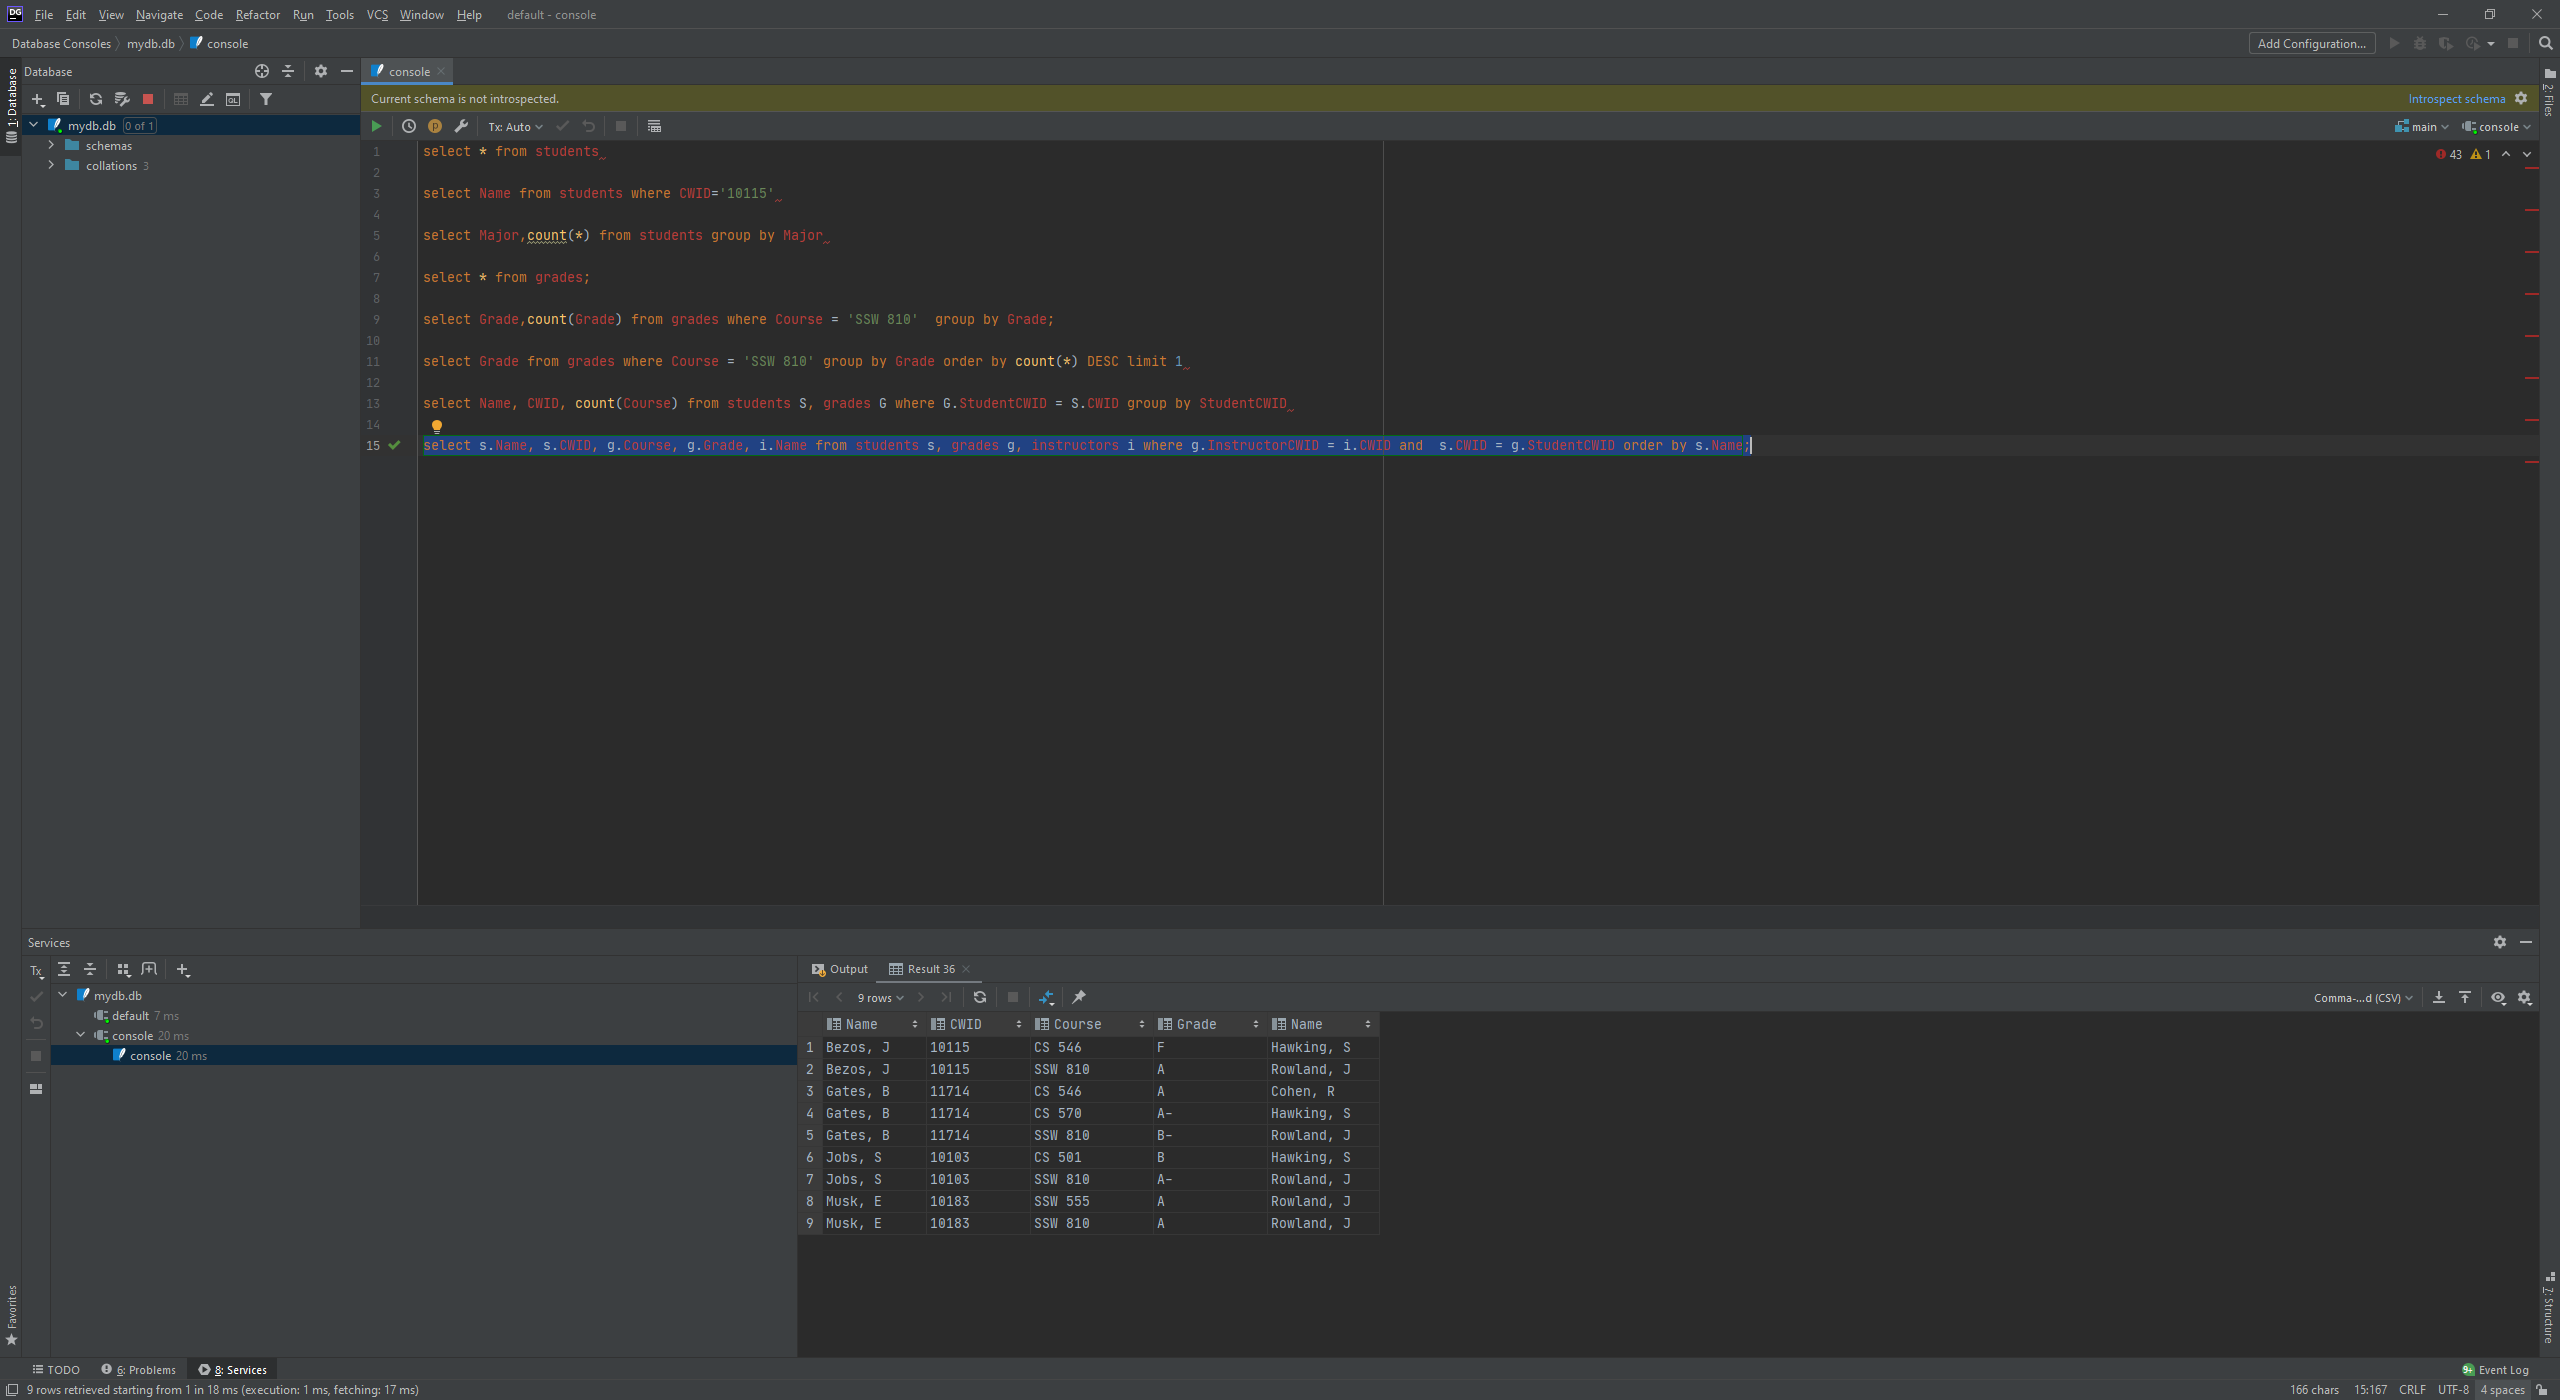 DG File Edit View Navigate Code Refactor Run Tools VCS Window Help default - console
Database Consoles mydb.db console Add Configuration...
1: Database
Database
mydb.db 0 of 1
schemas
collations 3
console
Current schema is not introspected. Introspect schema
2: Files
Tx: Auto main console
43 1
1 select * from students
2
3 select Name from students where CWID='10115'
4
5 select Major,count(*) from students group by Major
6
7 select * from grades;
8
9 select Grade,count(Grade) from grades where Course = 'SSW 810'  group by Grade;
10
11 select Grade from grades where Course = 'SSW 810' group by Grade order by count(*) DESC limit 1
12
13 select Name, CWID, count(Course) from students S, grades G where G.StudentCWID = S.CWID group by StudentCWID
14
15 select s.Name, s.CWID, g.Course, g.Grade, i.Name from students s, grades g, instructors i where g.InstructorCWID = i.CWID and  s.CWID = g.StudentCWID order by s.Name;
Services
Tx
mydb.db
default 7 ms
console 20 ms
console 20 ms
Output Result 36
9 rows Comma-...d (CSV)
Name CWID Course Grade Name
1 Bezos, J 10115 CS 546 F Hawking, S
2 Bezos, J 10115 SSW 810 A Rowland, J
3 Gates, B 11714 CS 546 A Cohen, R
4 Gates, B 11714 CS 570 A- Hawking, S
5 Gates, B 11714 SSW 810 B- Rowland, J
6 Jobs, S 10103 CS 501 B Hawking, S
7 Jobs, S 10103 SSW 810 A- Rowland, J
8 Musk, E 10183 SSW 555 A Rowland, J
9 Musk, E 10183 SSW 810 A Rowland, J
Favorites
7: Structure
TODO 6: Problems 8: Services 9+ Event Log
9 rows retrieved starting from 1 in 18 ms (execution: 1 ms, fetching: 17 ms) 166 chars 15:167 CRLF UTF-8 4 spaces